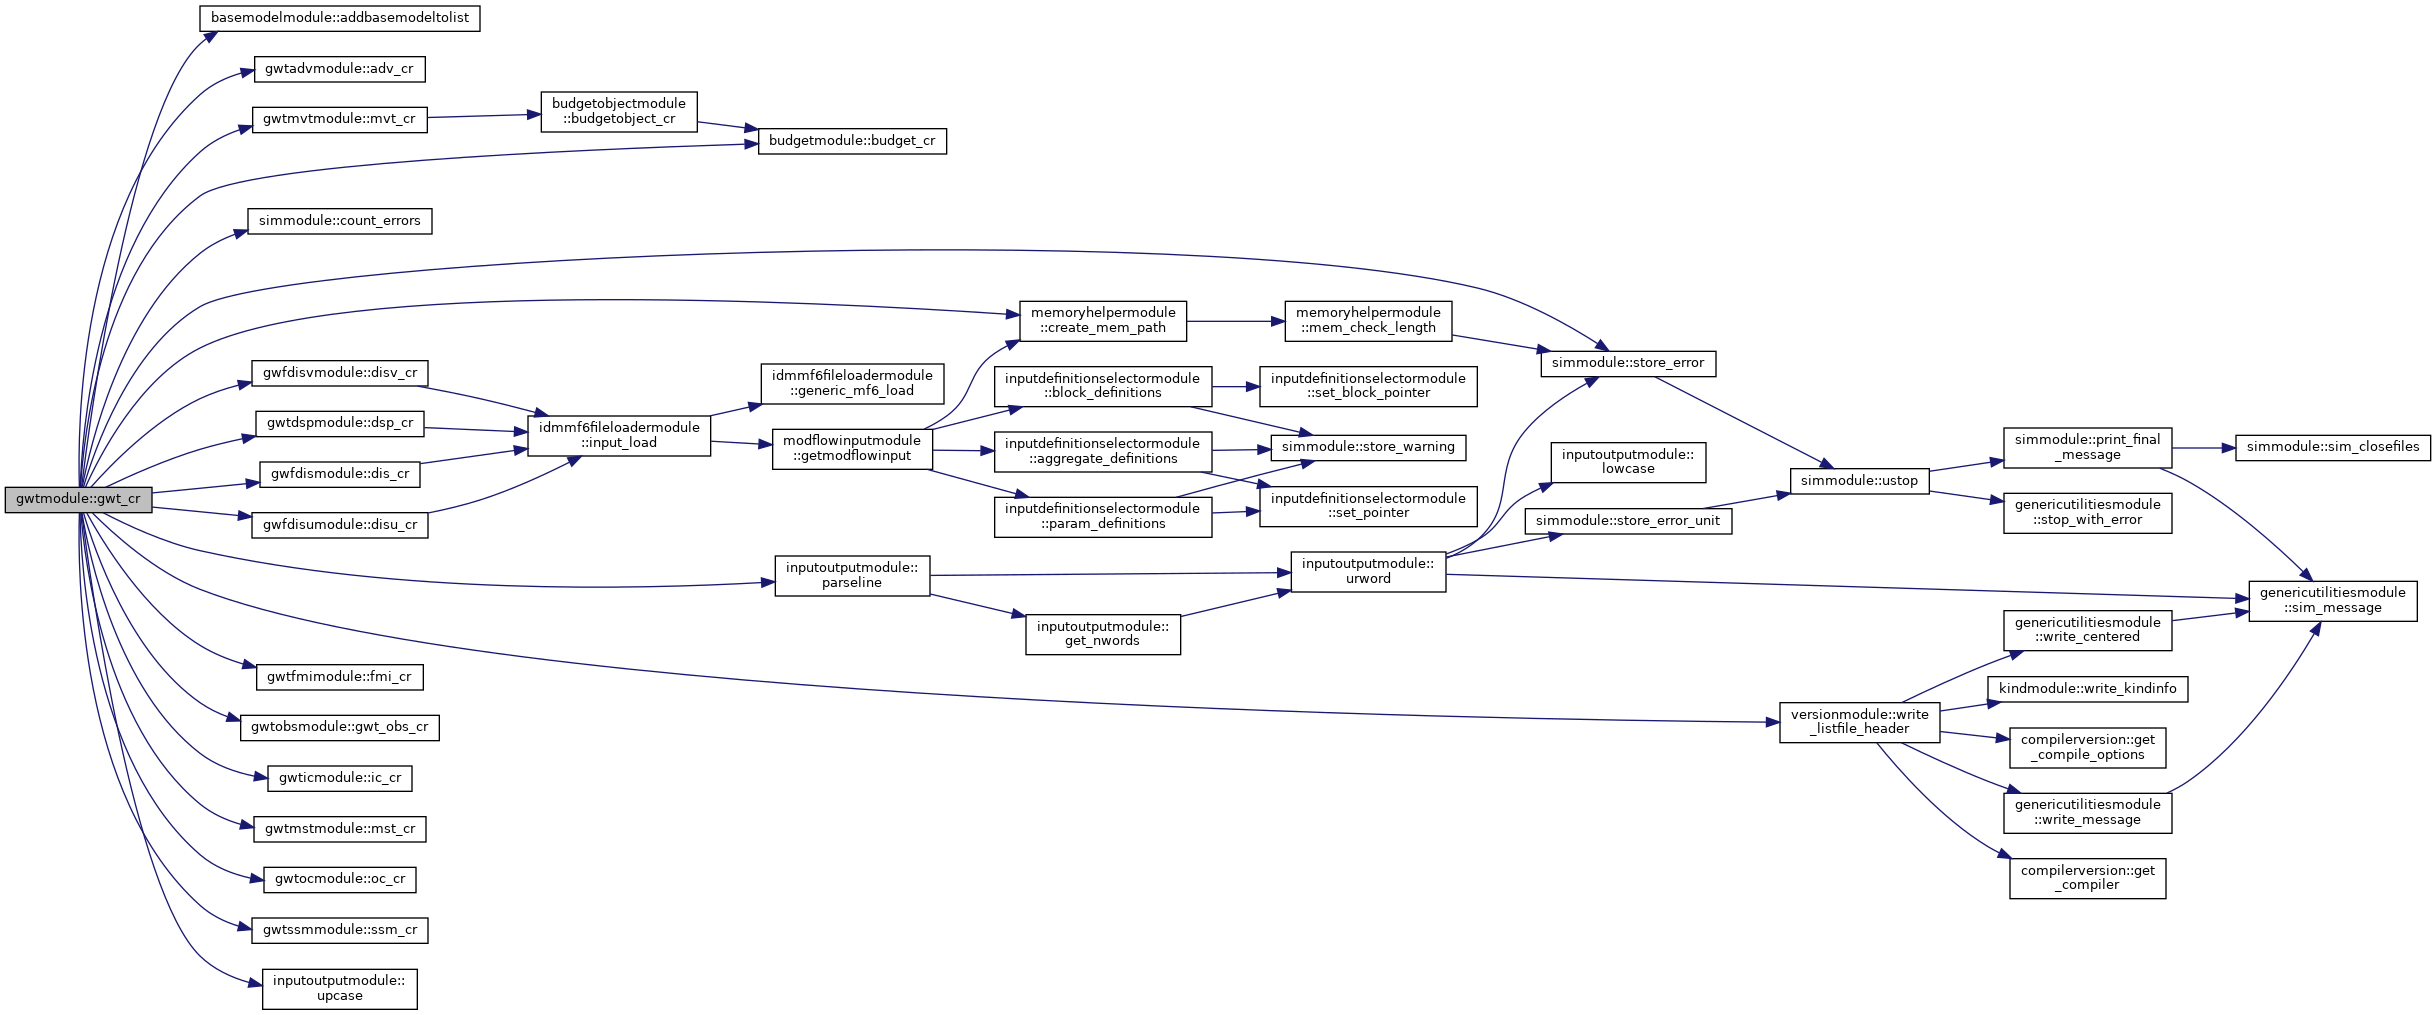 basemodelmodule::addbasemodeltolist
gwtadvmodule::adv_cr
gwtmvtmodule::mvt_cr
budgetobjectmodule
::budgetobject_cr
budgetmodule::budget_cr
simmodule::count_errors
gwfdisvmodule::disv_cr
gwtdspmodule::dsp_cr
gwfdismodule::dis_cr
gwtmodule::gwt_cr
gwfdisumodule::disu_cr
idmmf6fileloadermodule
::input_load
idmmf6fileloadermodule
::generic_mf6_load
modflowinputmodule
::getmodflowinput
memoryhelpermodule
::create_mem_path
memoryhelpermodule
::mem_check_length
inputdefinitionselectormodule
::block_definitions
inputdefinitionselectormodule
::set_block_pointer
inputdefinitionselectormodule
::aggregate_definitions
simmodule::store_warning
inputdefinitionselectormodule
::param_definitions
inputdefinitionselectormodule
::set_pointer
simmodule::store_error
inputoutputmodule::
lowcase
simmodule::store_error_unit
simmodule::ustop
simmodule::print_final
_message
simmodule::sim_closefiles
genericutilitiesmodule
::stop_with_error
inputoutputmodule::
parseline
inputoutputmodule::
get_nwords
inputoutputmodule::
urword
genericutilitiesmodule
::sim_message
genericutilitiesmodule
::write_centered
kindmodule::write_kindinfo
versionmodule::write
_listfile_header
compilerversion::get
_compile_options
genericutilitiesmodule
::write_message
compilerversion::get
_compiler
gwtfmimodule::fmi_cr
gwtobsmodule::gwt_obs_cr
gwticmodule::ic_cr
gwtmstmodule::mst_cr
gwtocmodule::oc_cr
gwtssmmodule::ssm_cr
inputoutputmodule::
upcase